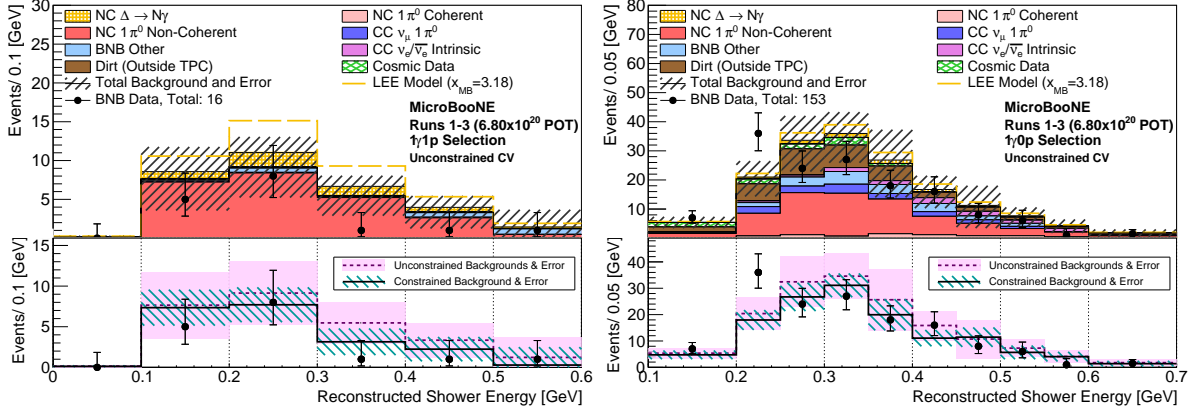 Events/ 0.1 [GeV]
30
25
20
15
10
5
NC Δ → Nγ
NC 1π⁰ Non-Coherent
BNB Other
Dirt (Outside TPC)
Total Background and Error
BNB Data, Total: 16
NC 1π⁰ Coherent
CC ν_μ 1π⁰
CC ν_e/ν̅_e Intrinsic
Cosmic Data
LEE Model (x_MB=3.18)
MicroBooNE
Runs 1-3 (6.80x10²⁰ POT)
1γ1p Selection
Unconstrained CV
Events/ 0.1 [GeV]
15
10
5
0
Unconstrained Backgrounds & Error
Constrained Background & Error
0 0.1 0.2 0.3 0.4 0.5 0.6
Reconstructed Shower Energy [GeV]
Events/ 0.05 [GeV]
80
70
60
50
40
30
20
10
NC Δ → Nγ
NC 1π⁰ Non-Coherent
BNB Other
Dirt (Outside TPC)
Total Background and Error
BNB Data, Total: 153
NC 1π⁰ Coherent
CC ν_μ 1π⁰
CC ν_e/ν̅_e Intrinsic
Cosmic Data
LEE Model (x_MB=3.18)
MicroBooNE
Runs 1-3 (6.80x10²⁰ POT)
1γ0p Selection
Unconstrained CV
Events/ 0.05 [GeV]
40
30
20
10
0
Unconstrained Backgrounds & Error
Constrained Background & Error
0.1 0.2 0.3 0.4 0.5 0.6 0.7
Reconstructed Shower Energy [GeV]